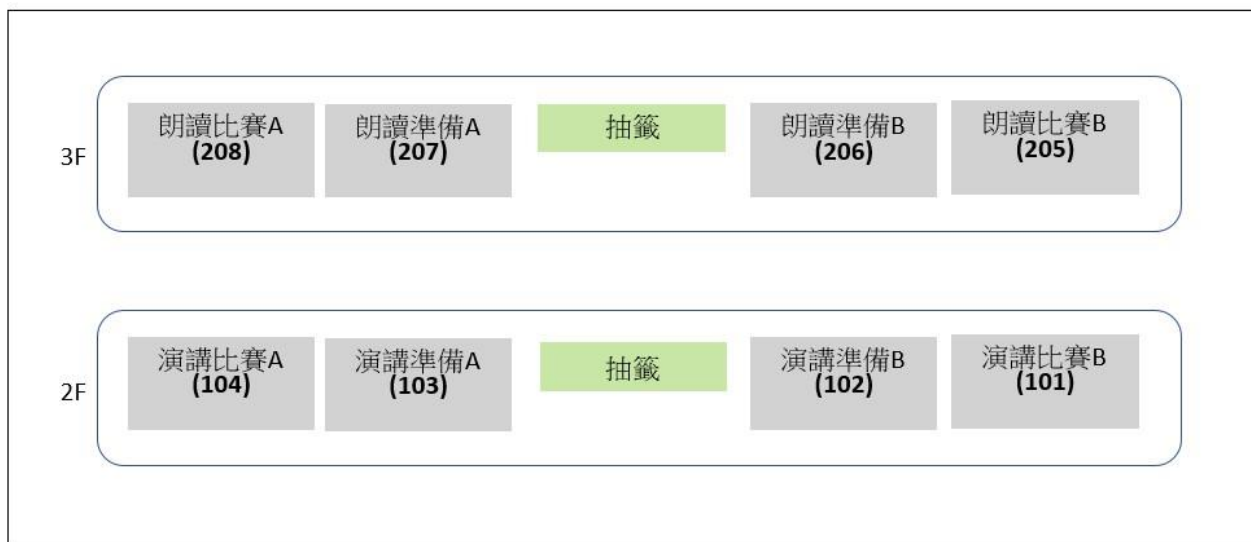 3F
朗讀比賽A
(208)
朗讀準備A
(207)
抽籤
朗讀準備B
(206)
朗讀比賽B
(205)
2F
演講比賽A
(104)
演講準備A
(103)
抽籤
演講準備B
(102)
演講比賽B
(101)